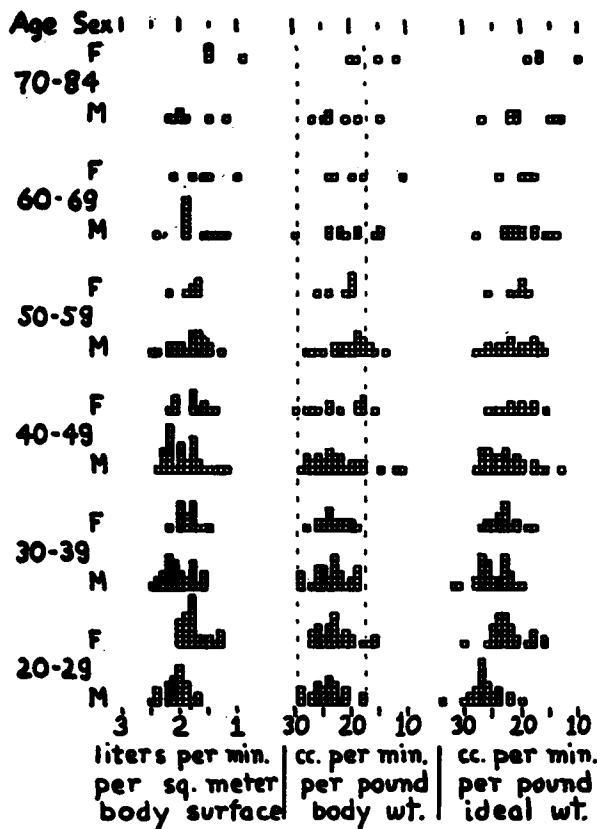 Age Sex
F
70-84
M
F
60-69
M
F
50-59
M
F
40-49
M
F
30-39
M
F
20-29
M
3 2 1 30 20 10 30 20 10
liters per min. cc. per min. cc. per min.
per sq. meter per pound per pound
body surface body wt. ideal wt.